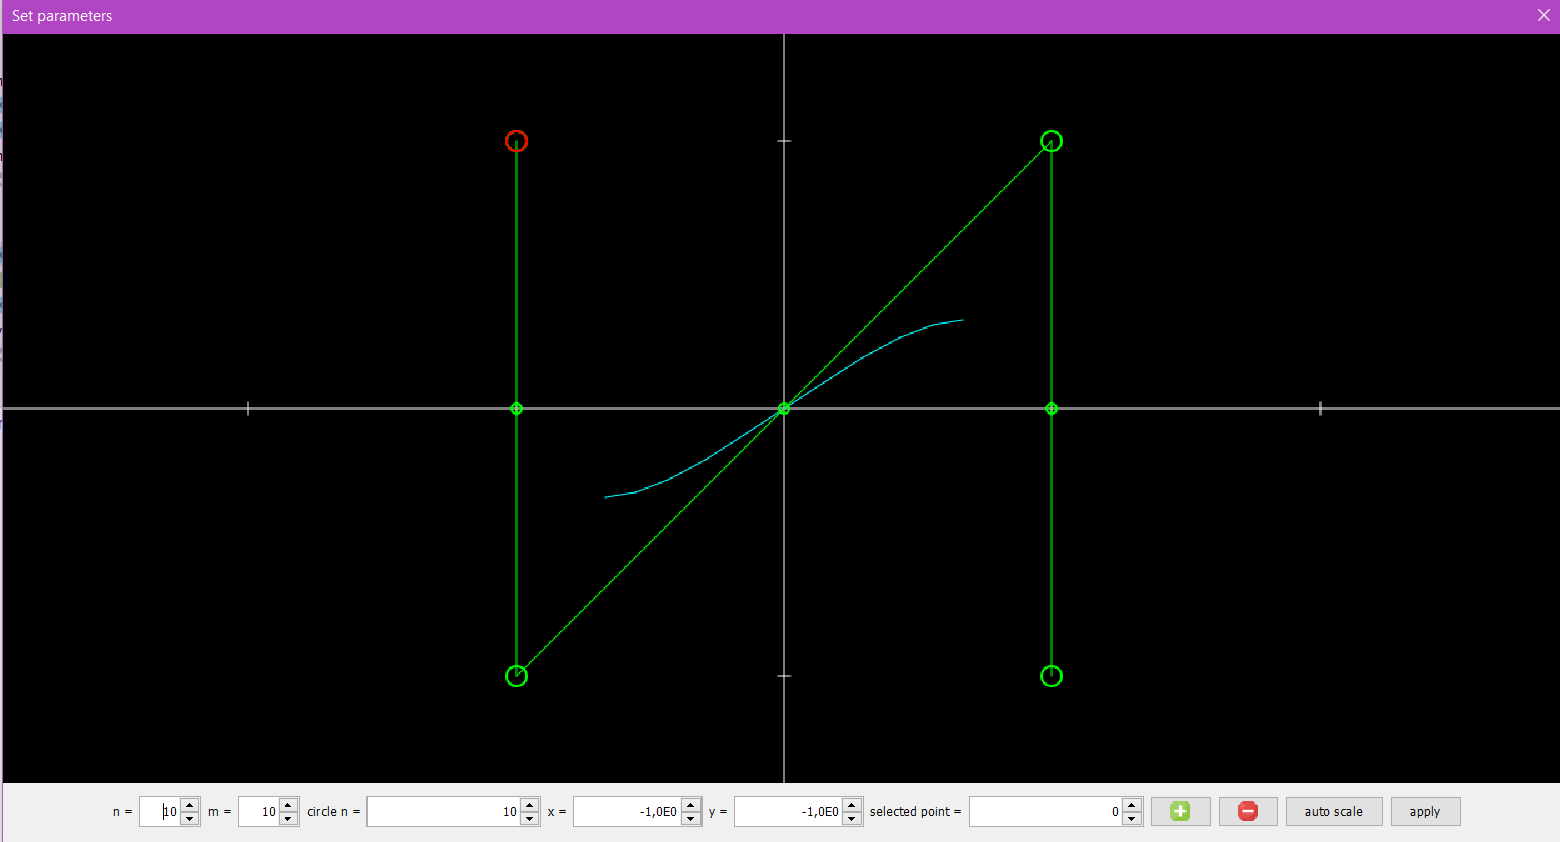 Set parameters
n = 10 m = 10 circle n = 10 x = -1,0E0 y = -1,0E0 selected point = 0 auto scale apply